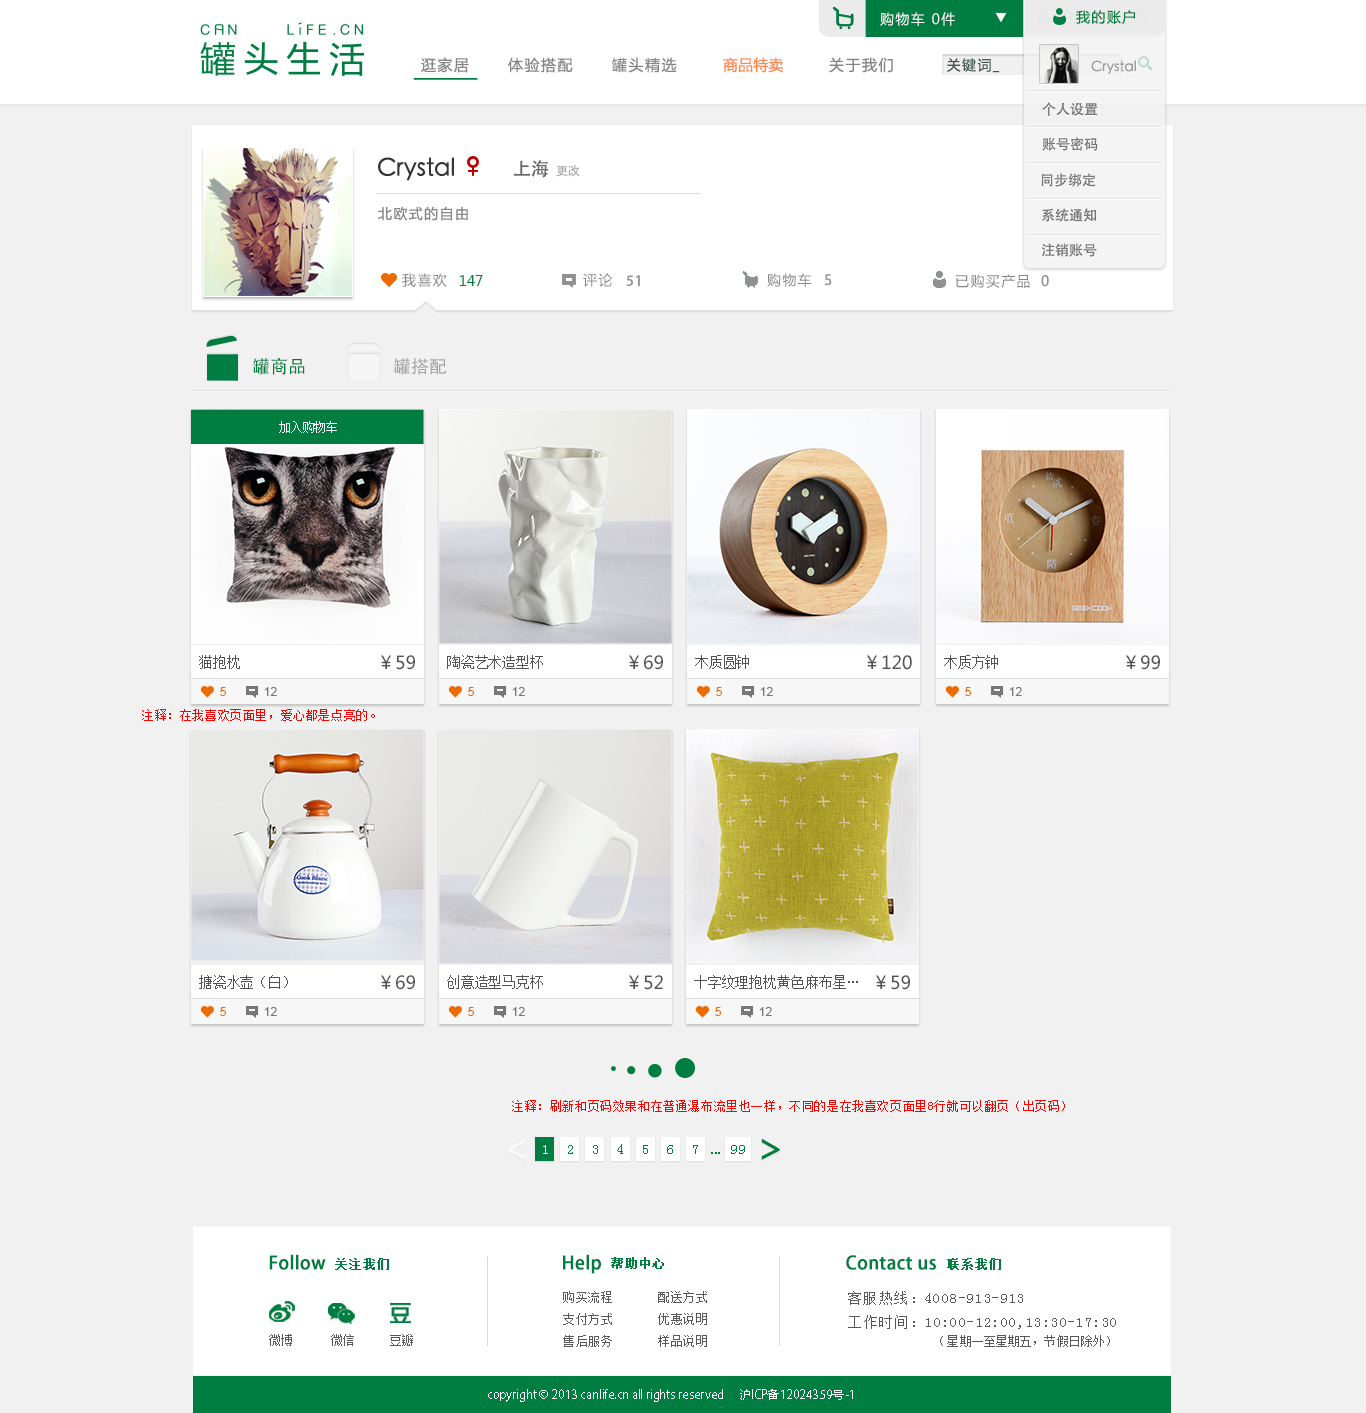 CAN LiFE.CN
罐头生活
购物车 0件
我的账户
逛家居
体验搭配
罐头精选
商品特卖
关于我们
关键词_
Crystal
个人设置
账号密码
同步绑定
系统通知
注销账号
Crystal 上海 更改
北欧式的自由
我喜欢 147
评论 51
购物车 5
已购买产品 0
罐商品
罐搭配
加入购物车
GEEKCOOK
猫抱枕 ¥59
5 12
陶瓷艺术造型杯 ¥69
5 12
木质圆钟 ¥120
5 12
木质方钟 ¥99
5 12
注释：在我喜欢页面里，爱心都是点亮的。
Cook Blanc
搪瓷水壶（白） ¥69
5 12
创意造型马克杯 ¥52
5 12
十字纹理抱枕黄色麻布星… ¥59
5 12
注释：刷新和页码效果和在普通瀑布流里也一样，不同的是在我喜欢页面里8行就可以翻页（出页码）
< 1 2 3 4 5 6 7 ... 99 >
Follow 关注我们
微博
微信
豆瓣
Help 帮助中心
购买流程 配送方式
支付方式 优惠说明
售后服务 样品说明
Contact us 联系我们
客服热线：4008-913-913
工作时间：10:00-12:00,13:30-17:30
（星期一至星期五，节假日除外）
copyright© 2013 canlife.cn all rights reserved 沪ICP备12024359号-1